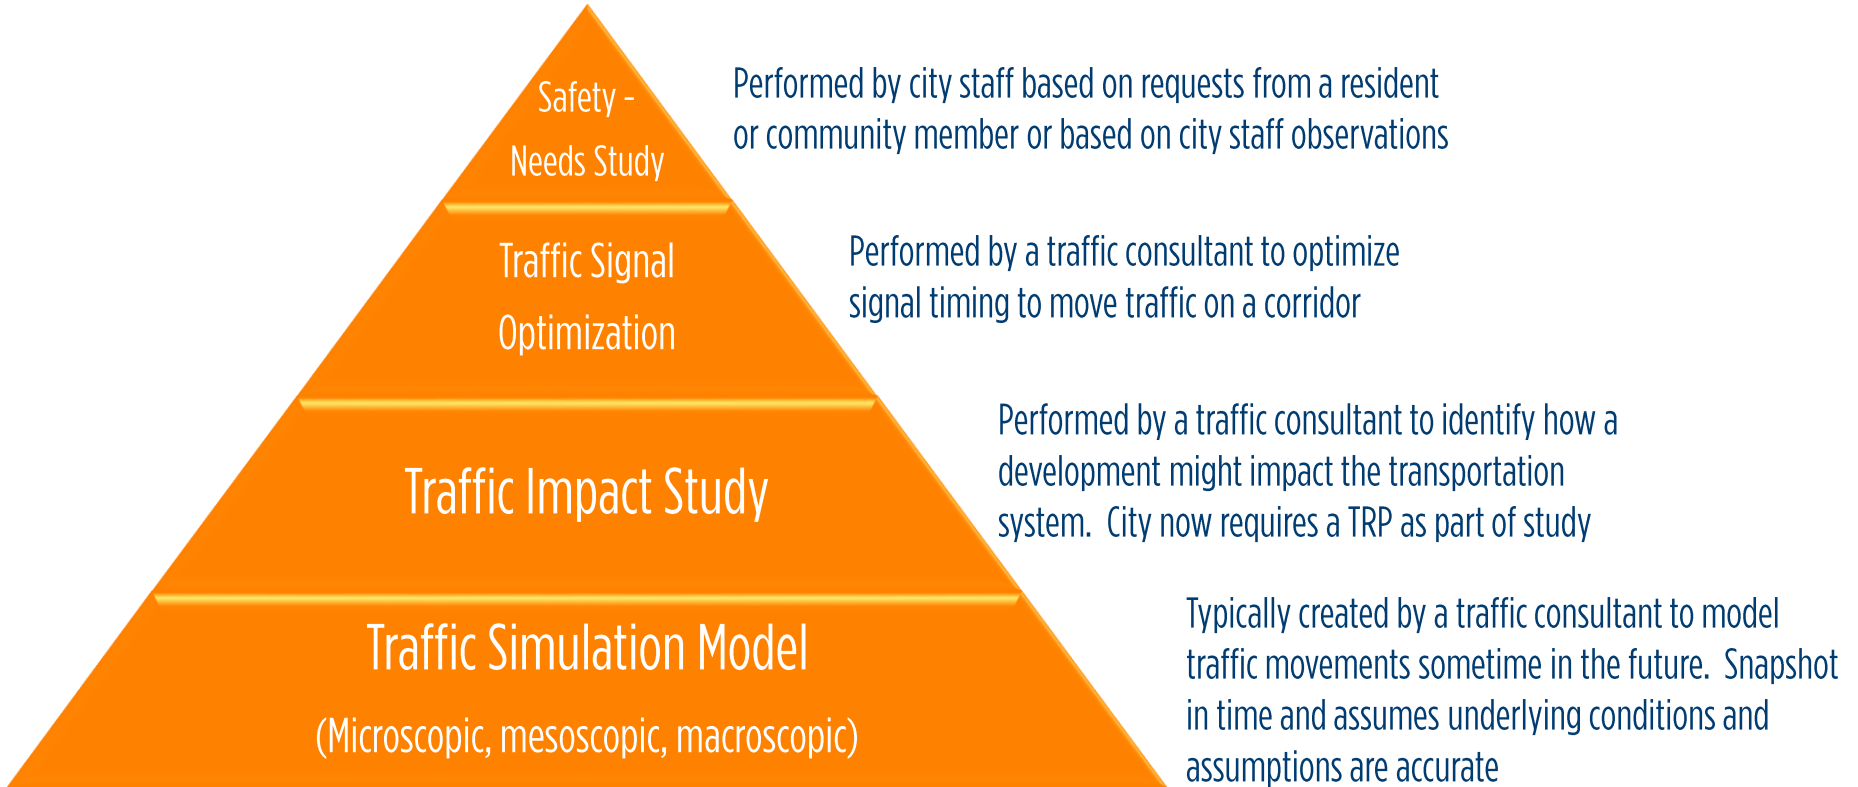 Safety -
Needs Study
Performed by city staff based on requests from a resident
or community member or based on city staff observations
Traffic Signal
Optimization
Performed by a traffic consultant to optimize
signal timing to move traffic on a corridor
Traffic Impact Study
Performed by a traffic consultant to identify how a
development might impact the transportation
system.  City now requires a TRP as part of study
Traffic Simulation Model
(Microscopic, mesoscopic, macroscopic)
Typically created by a traffic consultant to model
traffic movements sometime in the future.  Snapshot
in time and assumes underlying conditions and
assumptions are accurate